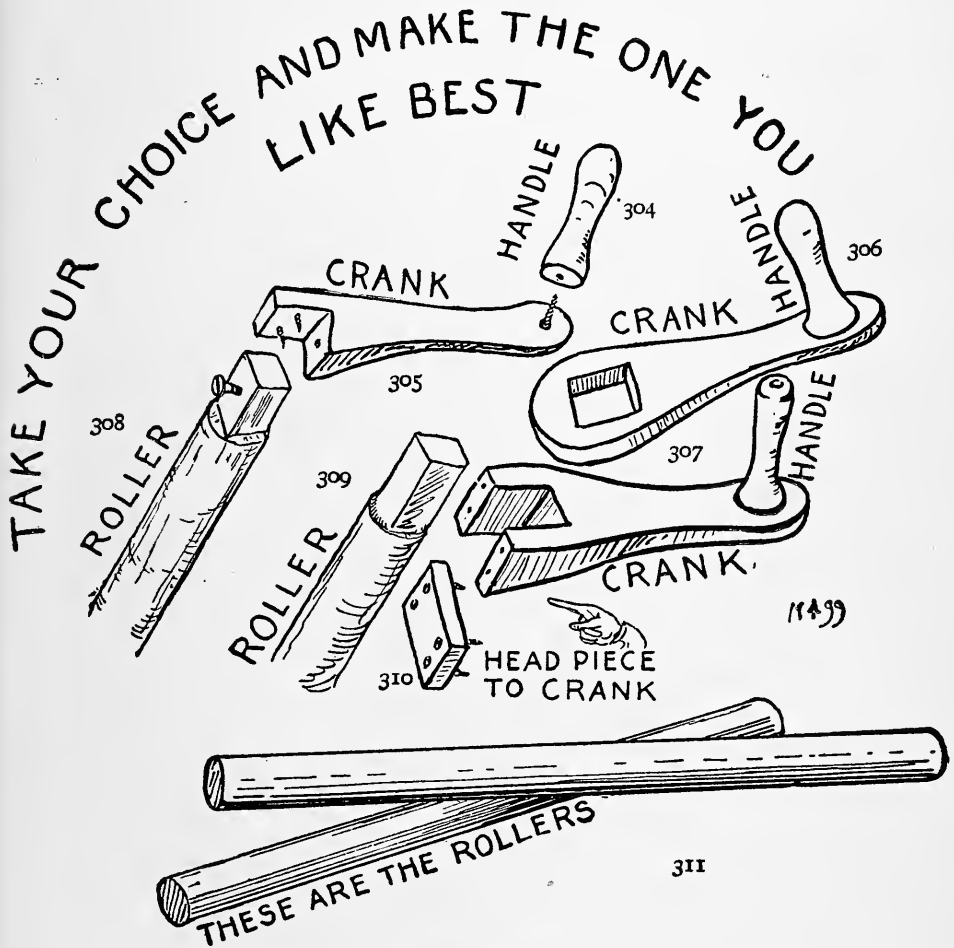 TAKE YOUR CHOICE AND MAKE THE ONE YOU
LIKE BEST
HANDLE
304
HANDLE
306
CRANK
CRANK
305
308
ROLLER
307
HANDLE
309
ROLLER
CRANK.
310
HEAD PIECE
TO CRANK
THESE ARE THE ROLLERS
311